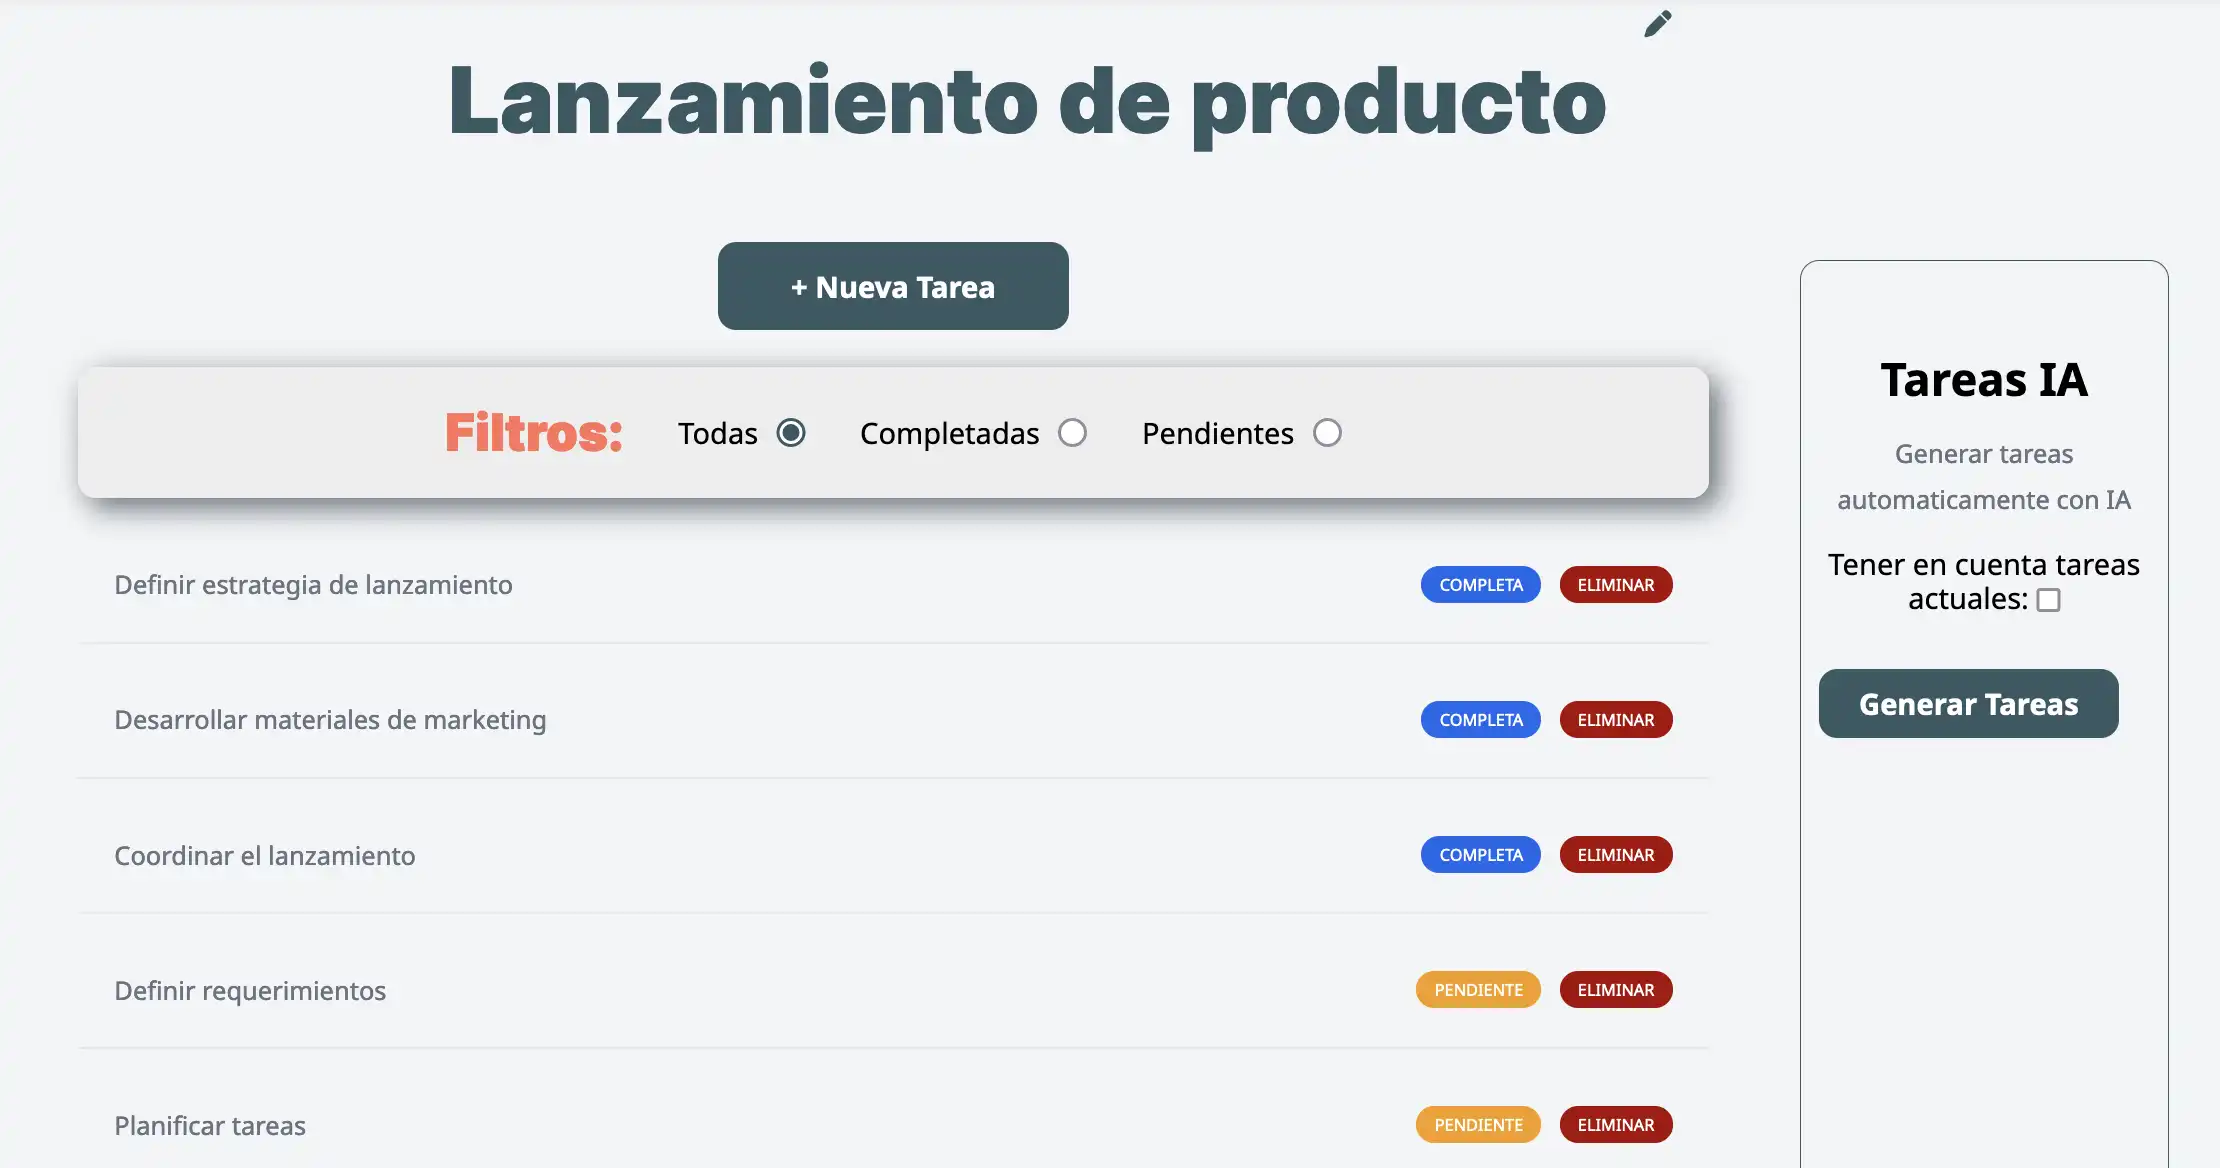 Lanzamiento de producto
+ Nueva Tarea
Filtros: Todas Completadas Pendientes
Definir estrategia de lanzamiento COMPLETA ELIMINAR
Desarrollar materiales de marketing COMPLETA ELIMINAR
Coordinar el lanzamiento COMPLETA ELIMINAR
Definir requerimientos PENDIENTE ELIMINAR
Planificar tareas PENDIENTE ELIMINAR
Tareas IA
Generar tareas
automaticamente con IA
Tener en cuenta tareas
actuales:
Generar Tareas